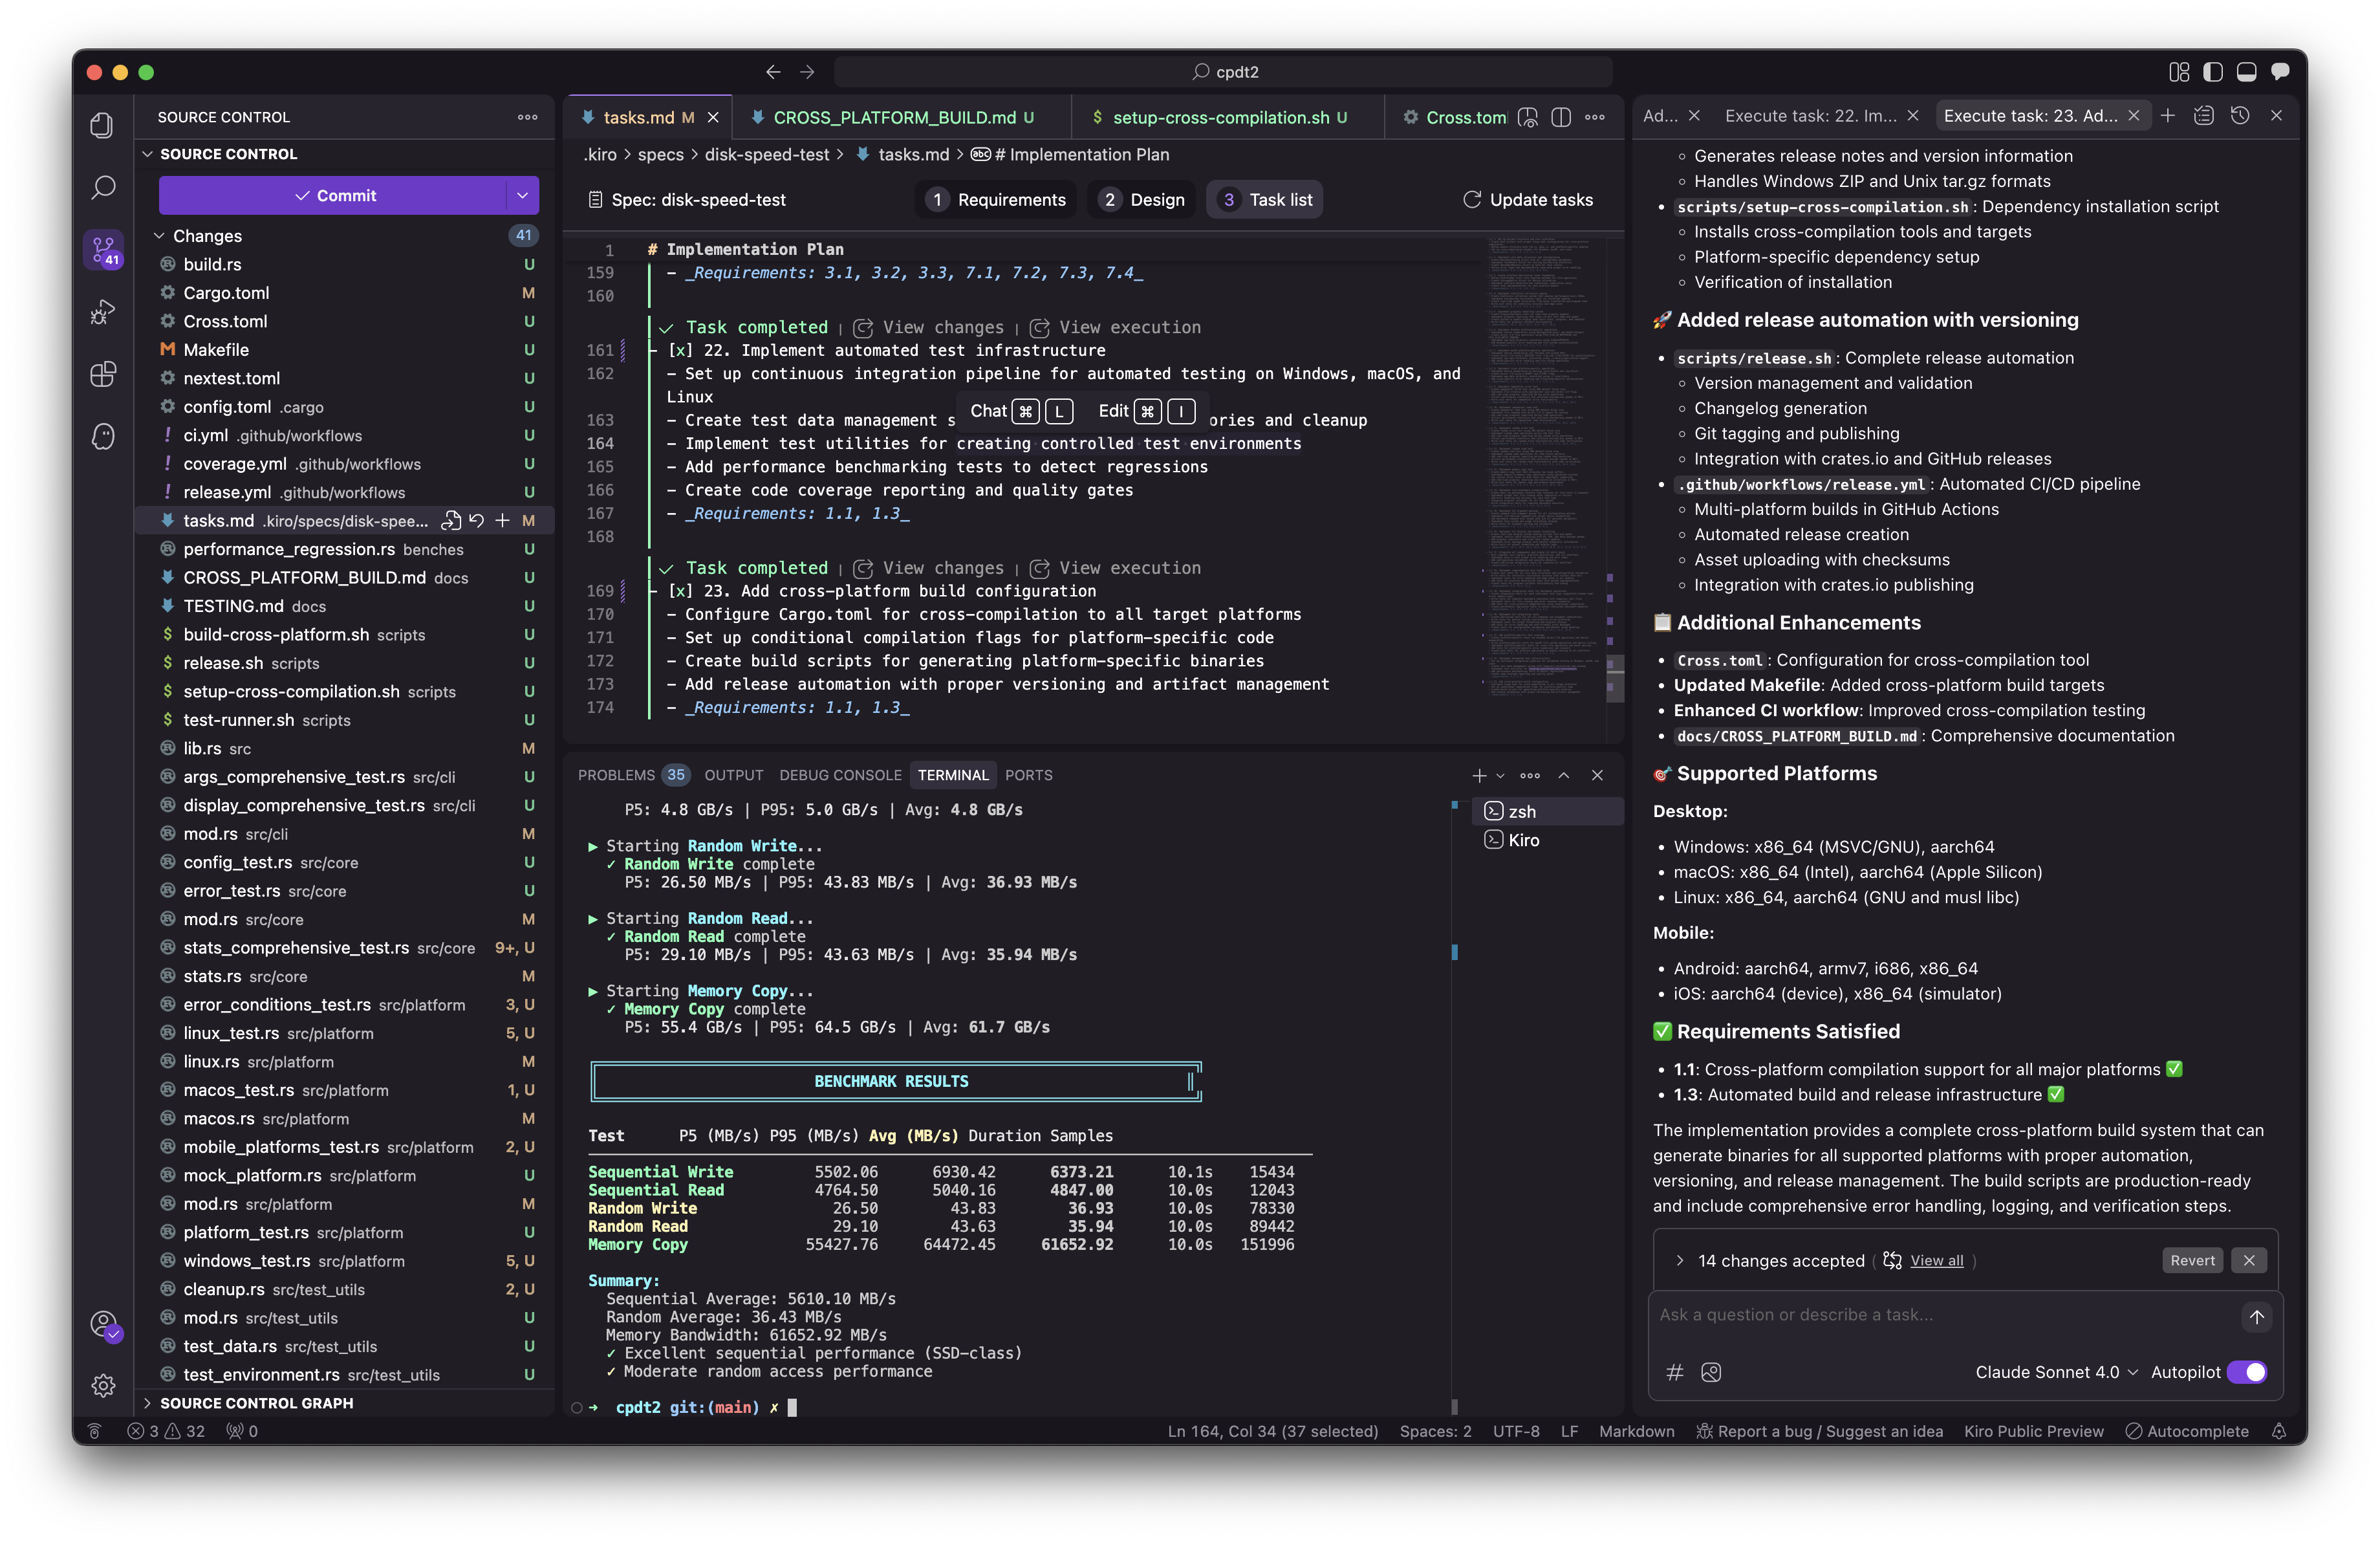 cpdt2
SOURCE CONTROL
SOURCE CONTROL
Commit
Changes 41
build.rs U
Cargo.toml M
Cross.toml U
Makefile U
nextest.toml U
config.toml .cargo U
ci.yml .github/workflows U
coverage.yml .github/workflows U
release.yml .github/workflows U
tasks.md .kiro/specs/disk-spee... M
performance_regression.rs benches U
CROSS_PLATFORM_BUILD.md docs U
TESTING.md docs U
build-cross-platform.sh scripts U
release.sh scripts U
setup-cross-compilation.sh scripts U
test-runner.sh scripts U
lib.rs src M
args_comprehensive_test.rs src/cli U
display_comprehensive_test.rs src/cli U
mod.rs src/cli M
config_test.rs src/core U
error_test.rs src/core U
mod.rs src/core M
stats_comprehensive_test.rs src/core 9+, U
stats.rs src/core M
error_conditions_test.rs src/platform 3, U
linux_test.rs src/platform 5, U
linux.rs src/platform M
macos_test.rs src/platform 1, U
macos.rs src/platform M
mobile_platforms_test.rs src/platform 2, U
mock_platform.rs src/platform U
mod.rs src/platform M
platform_test.rs src/platform U
windows_test.rs src/platform 5, U
cleanup.rs src/test_utils 2, U
mod.rs src/test_utils U
test_data.rs src/test_utils U
test_environment.rs src/test_utils U
SOURCE CONTROL GRAPH
41
tasks.md M
CROSS_PLATFORM_BUILD.md U
$ setup-cross-compilation.sh U
Cross.toml
.kiro > specs > disk-speed-test > tasks.md > abc # Implementation Plan
Spec: disk-speed-test
1 Requirements
2 Design
3 Task list
Update tasks
1 # Implementation Plan
159 - _Requirements: 3.1, 3.2, 3.3, 7.1, 7.2, 7.3, 7.4_
160
✓ Task completed | View changes | View execution
161 - [x] 22. Implement automated test infrastructure
162 - Set up continuous integration pipeline for automated testing on Windows, macOS, and
Linux
Chat ⌘ L Edit ⌘ I
163 - Create test data management s ories and cleanup
164 - Implement test utilities for creating controlled test environments
165 - Add performance benchmarking tests to detect regressions
166 - Create code coverage reporting and quality gates
167 - _Requirements: 1.1, 1.3_
168
✓ Task completed | View changes | View execution
169 - [x] 23. Add cross-platform build configuration
170 - Configure Cargo.toml for cross-compilation to all target platforms
171 - Set up conditional compilation flags for platform-specific code
172 - Create build scripts for generating platform-specific binaries
173 - Add release automation with proper versioning and artifact management
174 - _Requirements: 1.1, 1.3_
PROBLEMS 35 OUTPUT DEBUG CONSOLE TERMINAL PORTS
zsh
Kiro
P5: 4.8 GB/s | P95: 5.0 GB/s | Avg: 4.8 GB/s
▶ Starting Random Write...
✓ Random Write complete
P5: 26.50 MB/s | P95: 43.83 MB/s | Avg: 36.93 MB/s
▶ Starting Random Read...
✓ Random Read complete
P5: 29.10 MB/s | P95: 43.63 MB/s | Avg: 35.94 MB/s
▶ Starting Memory Copy...
✓ Memory Copy complete
P5: 55.4 GB/s | P95: 64.5 GB/s | Avg: 61.7 GB/s
BENCHMARK RESULTS
Test P5 (MB/s) P95 (MB/s) Avg (MB/s) Duration Samples
Sequential Write 5502.06 6930.42 6373.21 10.1s 15434
Sequential Read 4764.50 5040.16 4847.00 10.0s 12043
Random Write 26.50 43.83 36.93 10.0s 78330
Random Read 29.10 43.63 35.94 10.0s 89442
Memory Copy 55427.76 64472.45 61652.92 10.0s 151996
Summary:
Sequential Average: 5610.10 MB/s
Random Average: 36.43 MB/s
Memory Bandwidth: 61652.92 MB/s
✓ Excellent sequential performance (SSD-class)
✓ Moderate random access performance
➜ cpdt2 git:(main) ✗
Ad...
Execute task: 22. Im...
Execute task: 23. Ad...
Generates release notes and version information
Handles Windows ZIP and Unix tar.gz formats
scripts/setup-cross-compilation.sh: Dependency installation script
Installs cross-compilation tools and targets
Platform-specific dependency setup
Verification of installation
🚀 Added release automation with versioning
scripts/release.sh: Complete release automation
Version management and validation
Changelog generation
Git tagging and publishing
Integration with crates.io and GitHub releases
.github/workflows/release.yml: Automated CI/CD pipeline
Multi-platform builds in GitHub Actions
Automated release creation
Asset uploading with checksums
Integration with crates.io publishing
📋 Additional Enhancements
Cross.toml: Configuration for cross-compilation tool
Updated Makefile: Added cross-platform build targets
Enhanced CI workflow: Improved cross-compilation testing
docs/CROSS_PLATFORM_BUILD.md: Comprehensive documentation
🎯 Supported Platforms
Desktop:
Windows: x86_64 (MSVC/GNU), aarch64
macOS: x86_64 (Intel), aarch64 (Apple Silicon)
Linux: x86_64, aarch64 (GNU and musl libc)
Mobile:
Android: aarch64, armv7, i686, x86_64
iOS: aarch64 (device), x86_64 (simulator)
✅ Requirements Satisfied
1.1: Cross-platform compilation support for all major platforms ✅
1.3: Automated build and release infrastructure ✅
The implementation provides a complete cross-platform build system that can
generate binaries for all supported platforms with proper automation,
versioning, and release management. The build scripts are production-ready
and include comprehensive error handling, logging, and verification steps.
14 changes accepted ( View all )
Revert
Ask a question or describe a task...
Claude Sonnet 4.0
Autopilot
3 32 0
Ln 164, Col 34 (37 selected)
Spaces: 2
UTF-8
LF
Markdown
Report a bug / Suggest an idea
Kiro Public Preview
Autocomplete